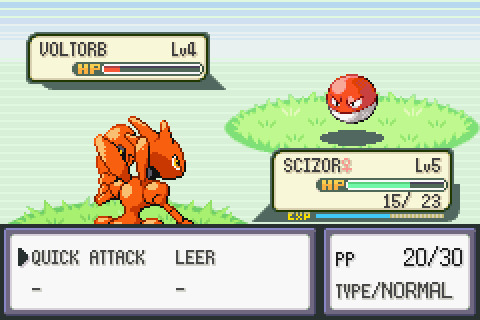 VOLTORB Lv4
HP
SCIZOR♀ Lv5
HP
15/ 23
EXP
▶QUICK ATTACK LEER
– –
PP 20/30
TYPE/NORMAL